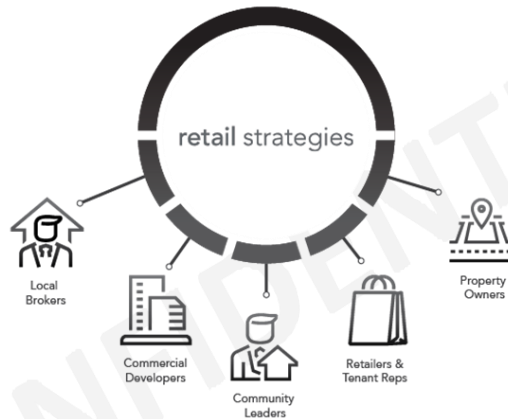 retail strategies
Local
Brokers
Commercial
Developers
Community
Leaders
Retailers &
Tenant Reps
Property
Owners